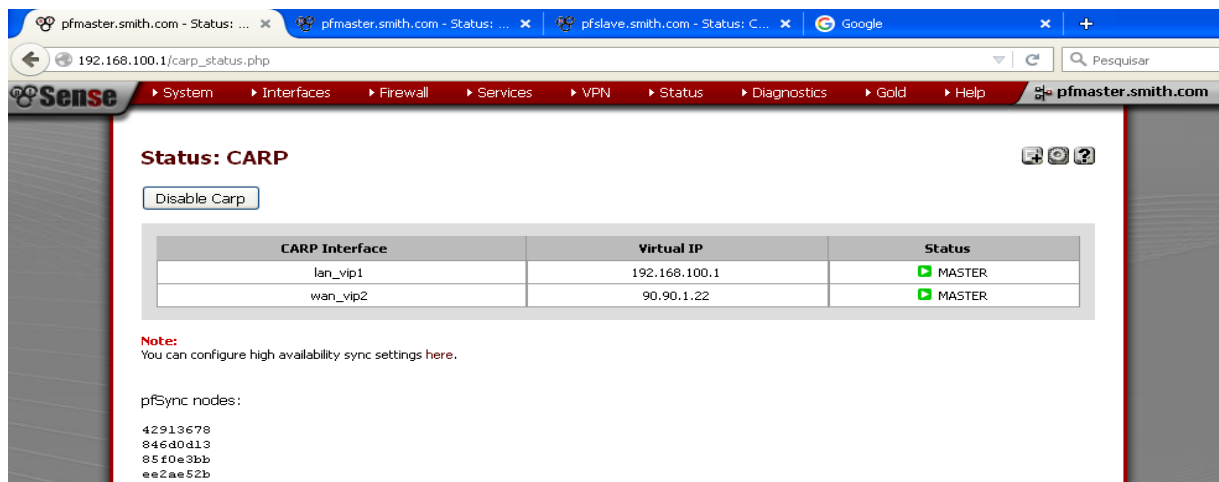 pfmaster.smith.com - Status: ... × pfmaster.smith.com - Status: ... × pfslave.smith.com - Status: C... × Google × +
192.168.100.1/carp_status.php Pesquisar
Sense System Interfaces Firewall Services VPN Status Diagnostics Gold Help pfmaster.smith.com
Status: CARP
Disable Carp
CARP Interface Virtual IP Status
lan_vip1 192.168.100.1 MASTER
wan_vip2 90.90.1.22 MASTER
Note:
You can configure high availability sync settings here.
pfSync nodes:
42913678
846d0d13
85f0e3bb
ee2ae52b